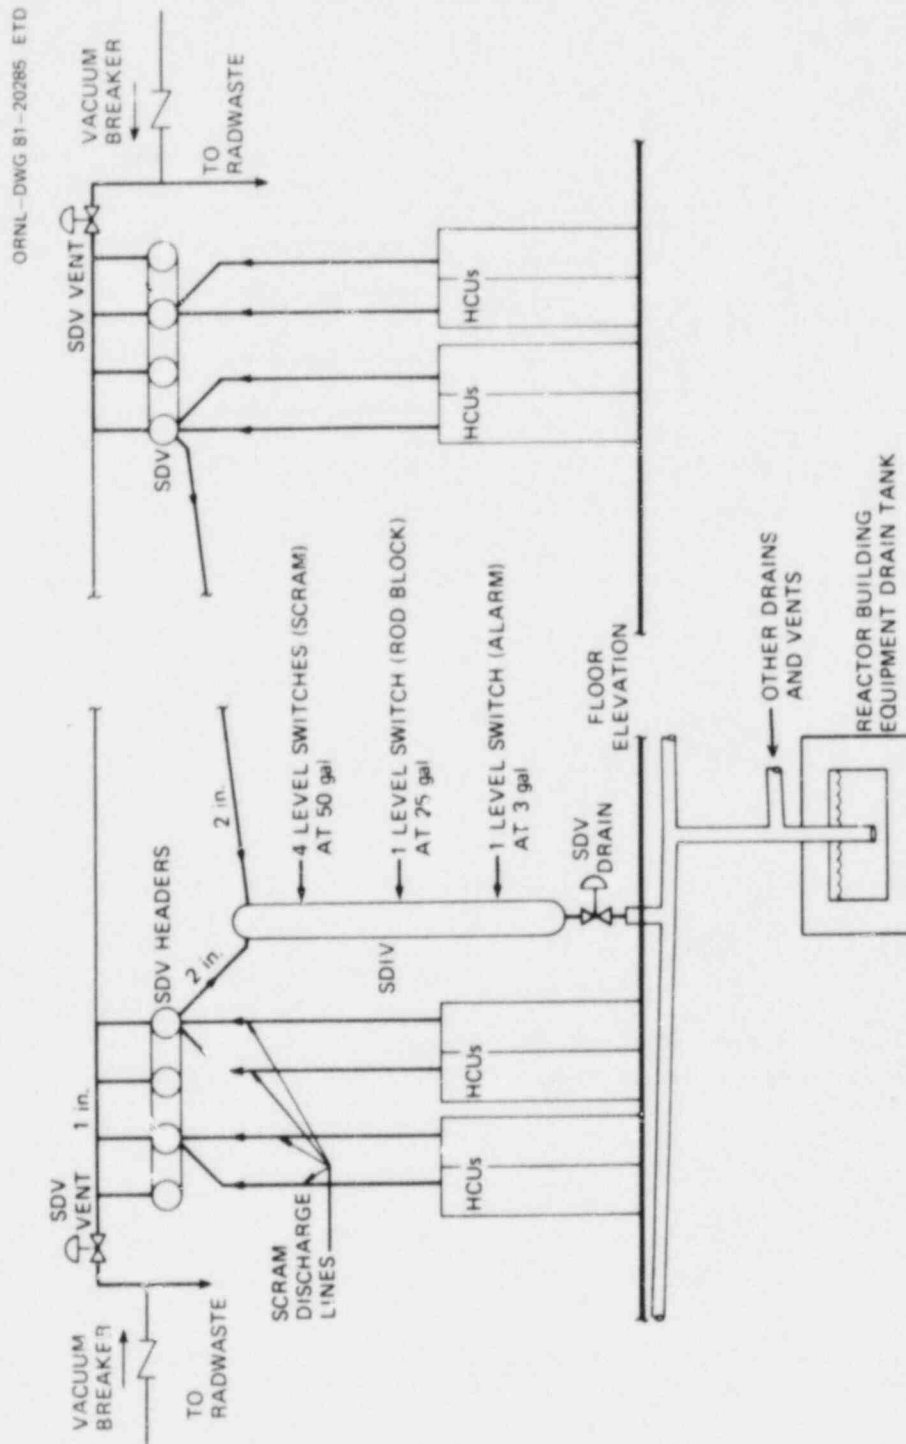 ORNL-DWG 81-20285 ETD
SDV
VENT
1 in.
SDV HEADERS
VACUUM
BREAKER
TO
RADWASTE
SCRAM
DISCHARGE
LINES
HCUs
HCUs
2 in.
2 in.
SDIV
4 LEVEL SWITCHES (SCRAM)
AT 50 gal
1 LEVEL SWITCH (ROD BLOCK)
AT 25 gal
1 LEVEL SWITCH (ALARM)
AT 3 gal
SDV
DRAIN
FLOOR
ELEVATION
SDV VENT
VACUUM
BREAKER
TO
RADWASTE
SDV
HCUs
HCUs
OTHER DRAINS
AND VENTS
REACTOR BUILDING
EQUIPMENT DRAIN TANK